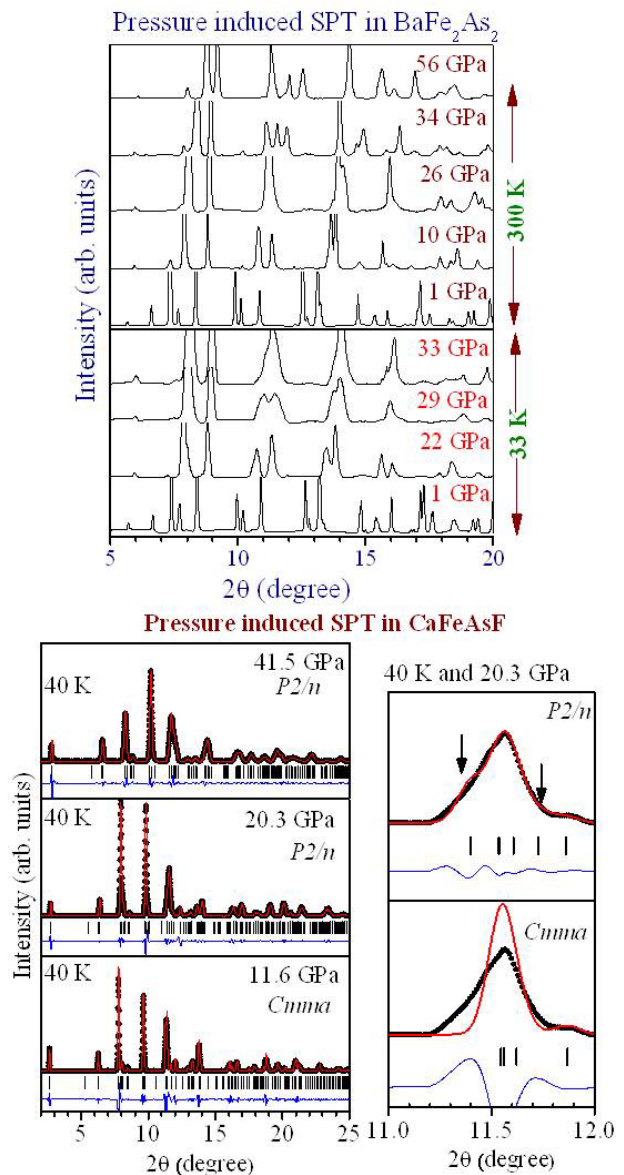 Pressure induced SPT in BaFe₂As₂
56 GPa
34 GPa
26 GPa
10 GPa
1 GPa
300 K
33 GPa
29 GPa
22 GPa
1 GPa
33 K
Intensity (arb. units)
5 10 15 20
2θ (degree)
Pressure induced SPT in CaFeAsF
40 K
41.5 GPa
P2/n
40 K
20.3 GPa
P2/n
40 K
11.6 GPa
Cmma
Intensity (arb. units)
5 10 15 20 25
2θ (degree)
40 K and 20.3 GPa
P2/n
Cmma
11.0 11.5 12.0
2θ (degree)